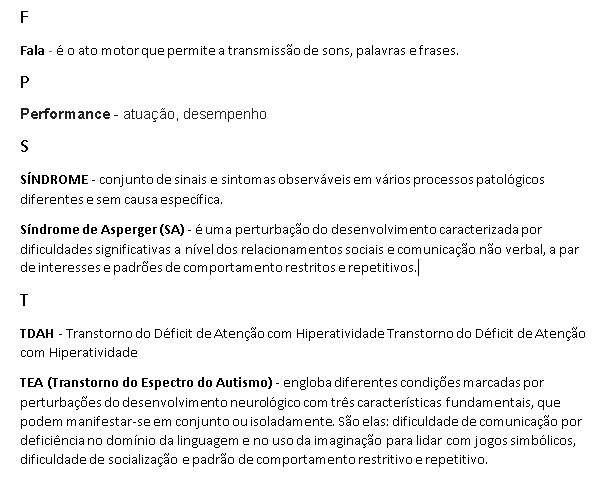 F
Fala - é o ato motor que permite a transmissão de sons, palavras e frases.
P
Performance - atuação, desempenho
S
SÍNDROME - conjunto de sinais e sintomas observáveis em vários processos patológicos
diferentes e sem causa específica.
Síndrome de Asperger (SA) - é uma perturbação do desenvolvimento caracterizada por
dificuldades significativas a nível dos relacionamentos sociais e comunicação não verbal, a par
de interesses e padrões de comportamento restritos e repetitivos.
T
TDAH - Transtorno do Déficit de Atenção com Hiperatividade Transtorno do Déficit de Atenção
com Hiperatividade
TEA (Transtorno do Espectro do Autismo) - engloba diferentes condições marcadas por
perturbações do desenvolvimento neurológico com três características fundamentais, que
podem manifestar-se em conjunto ou isoladamente. São elas: dificuldade de comunicação por
deficiência no domínio da linguagem e no uso da imaginação para lidar com jogos simbólicos,
dificuldade de socialização e padrão de comportamento restritivo e repetitivo.